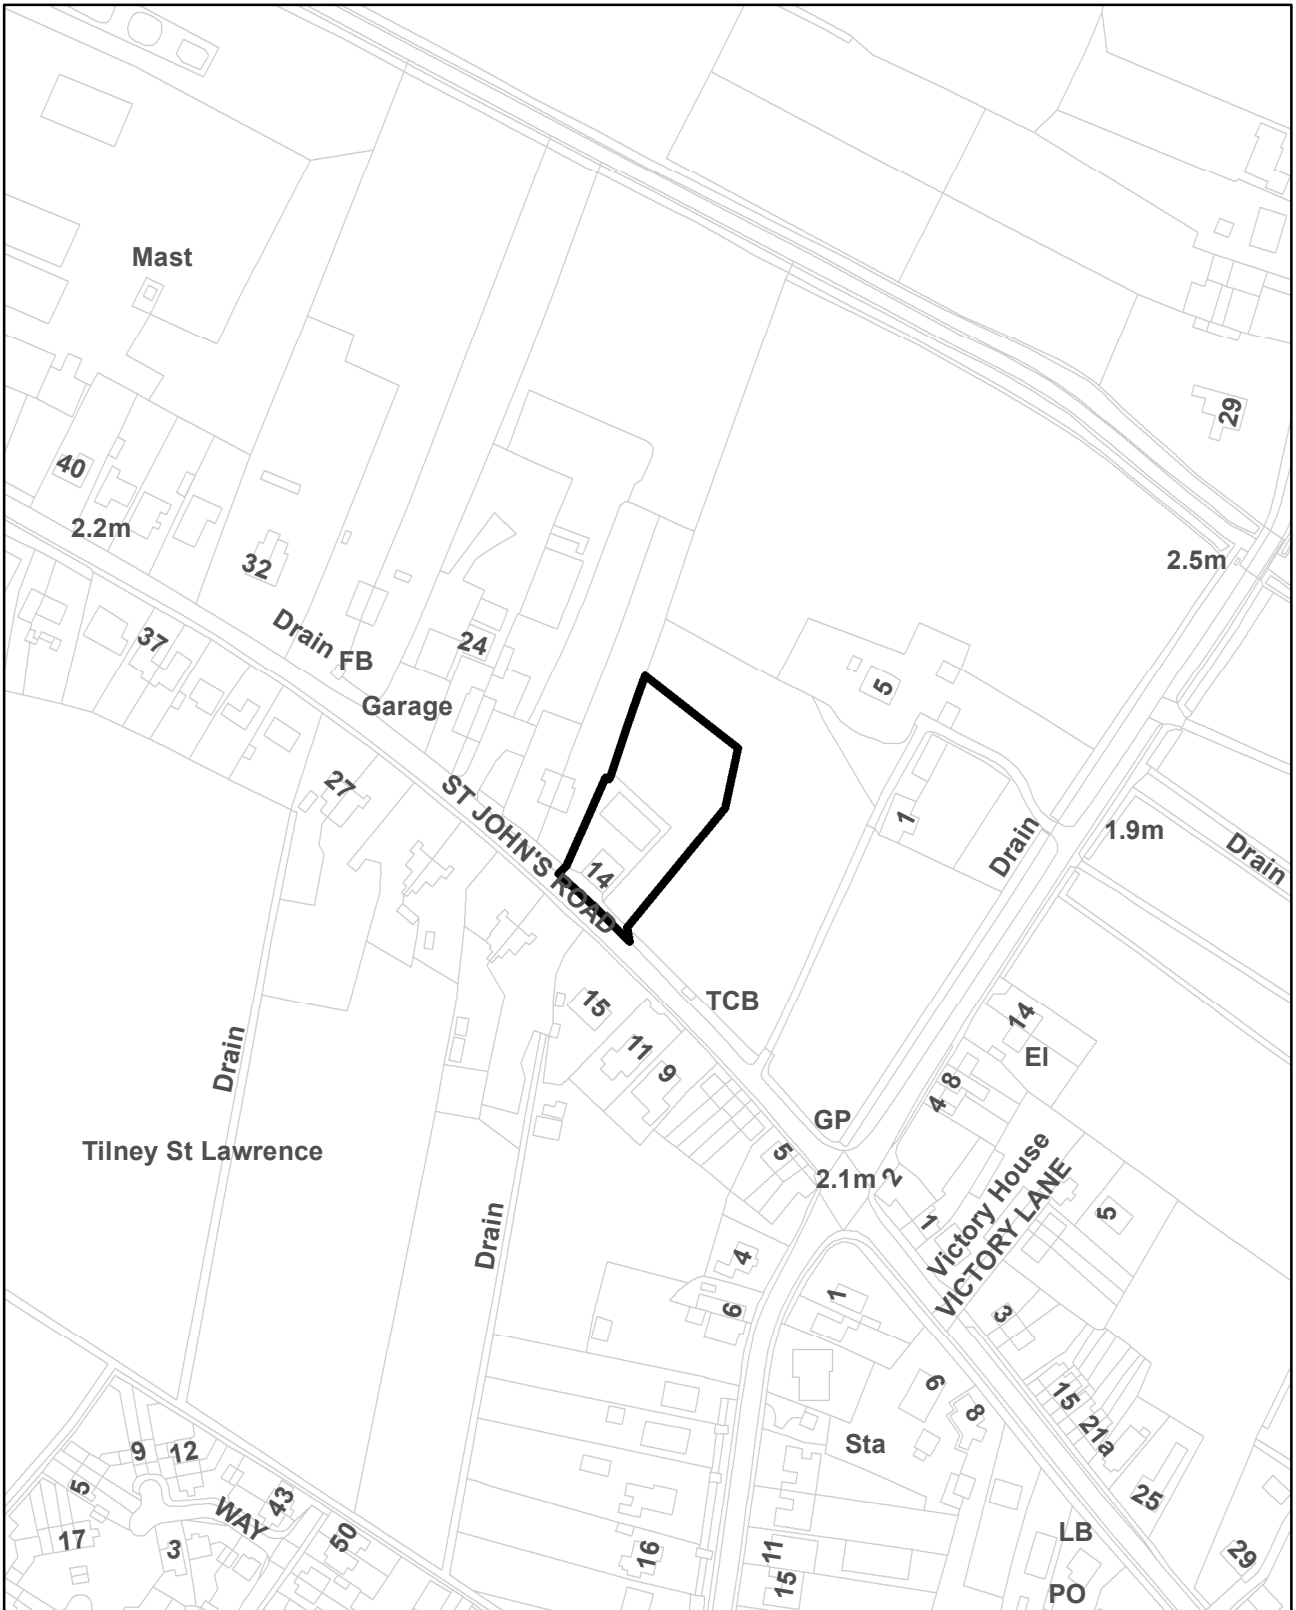 Mast
29
40
2.2m
2.5m
32
Drain
37
24
FB
5
Garage
27
ST JOHN'S ROAD
1
1.9m
Drain
Drain
14
TCB
15
14
11
9
El
8
4
Drain
GP
Tilney St Lawrence
5
2.1m
2
Victory House
VICTORY LANE
5
1
Drain
4
1
6
3
6
15
8
21a
Sta
9
12
5
43
25
WAY
17
3
50
LB
16
11
29
15
PO